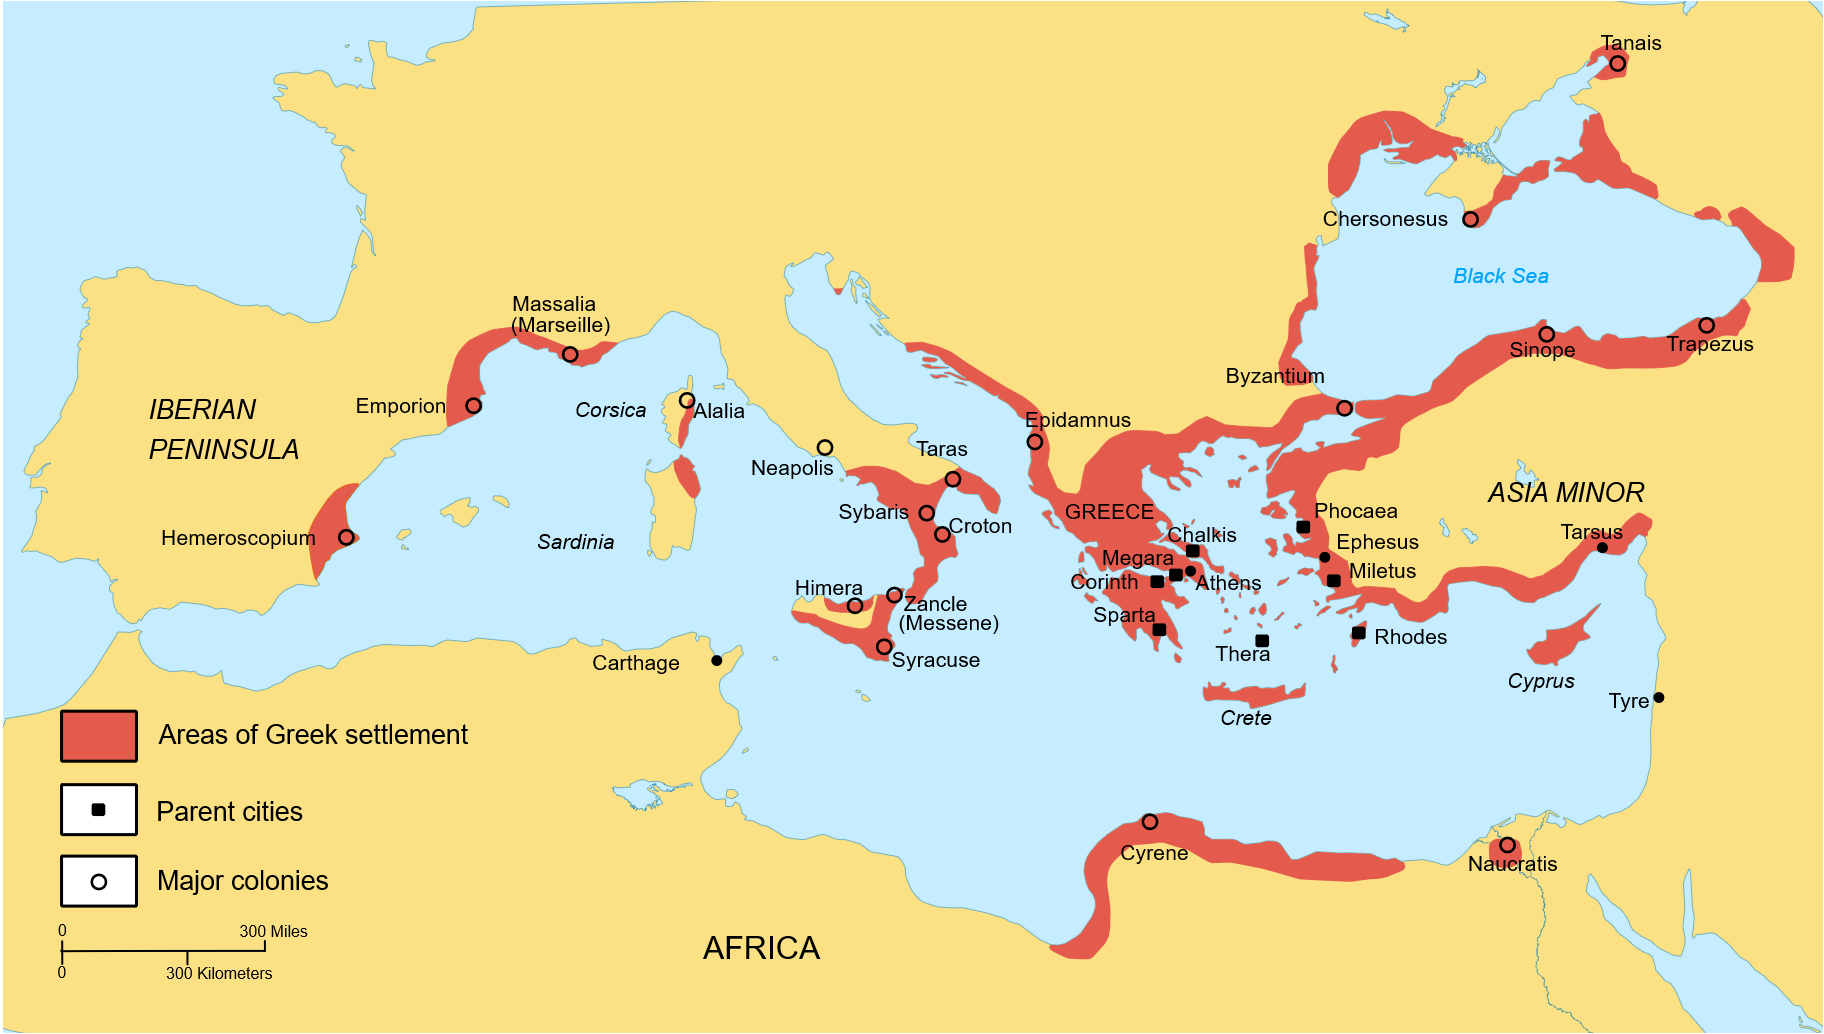 Tanais
Chersonesus
Black Sea
Massalia
(Marseille)
Sinope
Trapezus
Byzantium
IBERIAN
PENINSULA
Emporion
Corsica
Alalia
Epidamnus
Neapolis
Taras
ASIA MINOR
Sybaris
Croton
GREECE
Phocaea
Hemeroscopium
Sardinia
Chalkis
Ephesus
Tarsus
Megara
Miletus
Corinth
Athens
Himera
Zancle
(Messene)
Sparta
Rhodes
Carthage
Syracuse
Thera
Cyprus
Tyre
Crete
Areas of Greek settlement
Parent cities
Cyrene
Naucratis
Major colonies
0
300 Miles
AFRICA
0
300 Kilometers